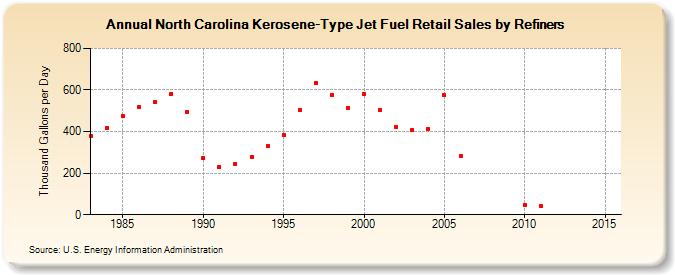 Annual North Carolina Kerosene-Type Jet Fuel Retail Sales by Refiners
Thousand Gallons per Day
800
600
400
200
0
1985 1990 1995 2000 2005 2010 2015
Source: U.S. Energy Information Administration